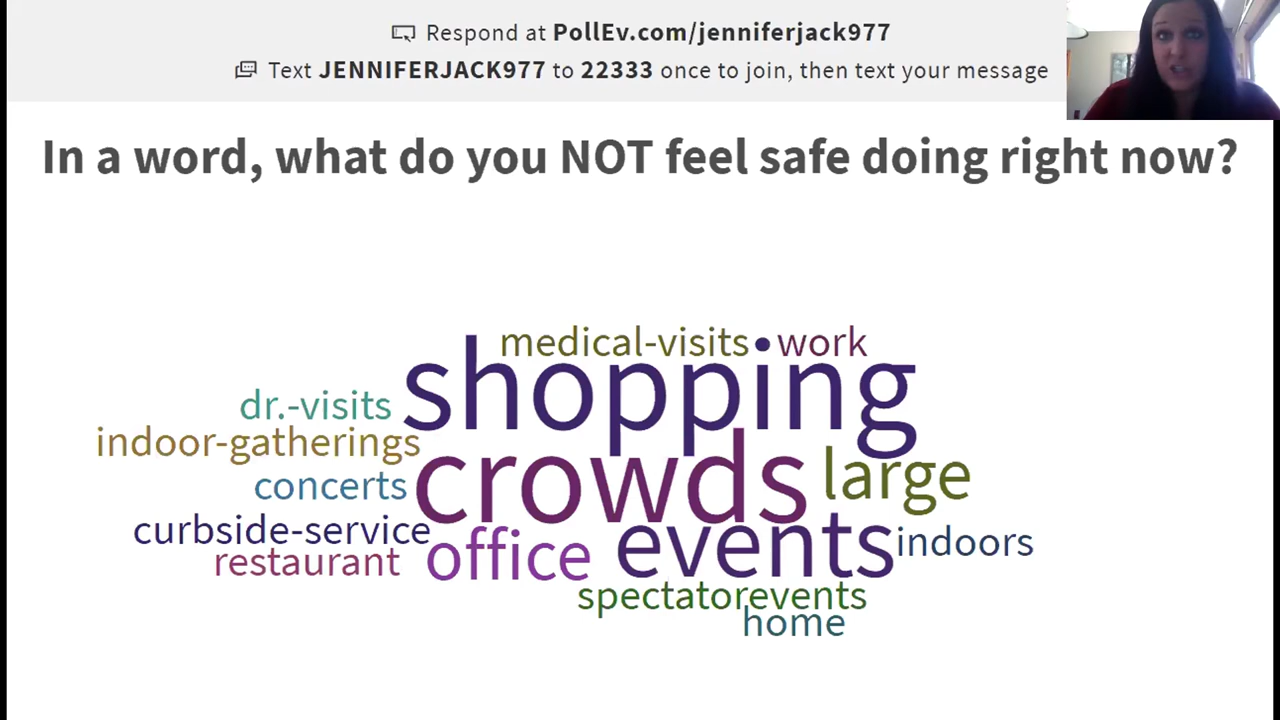 Respond at PollEv.com/jenniferjack977
Text JENNIFERJACK977 to 22333 once to join, then text your message
In a word, what do you NOT feel safe doing right now?
medical-visits work
shopping
dr.-visits
indoor-gatherings
crowds large
concerts
curbside-service
office events indoors
restaurant
spectatorevents
home